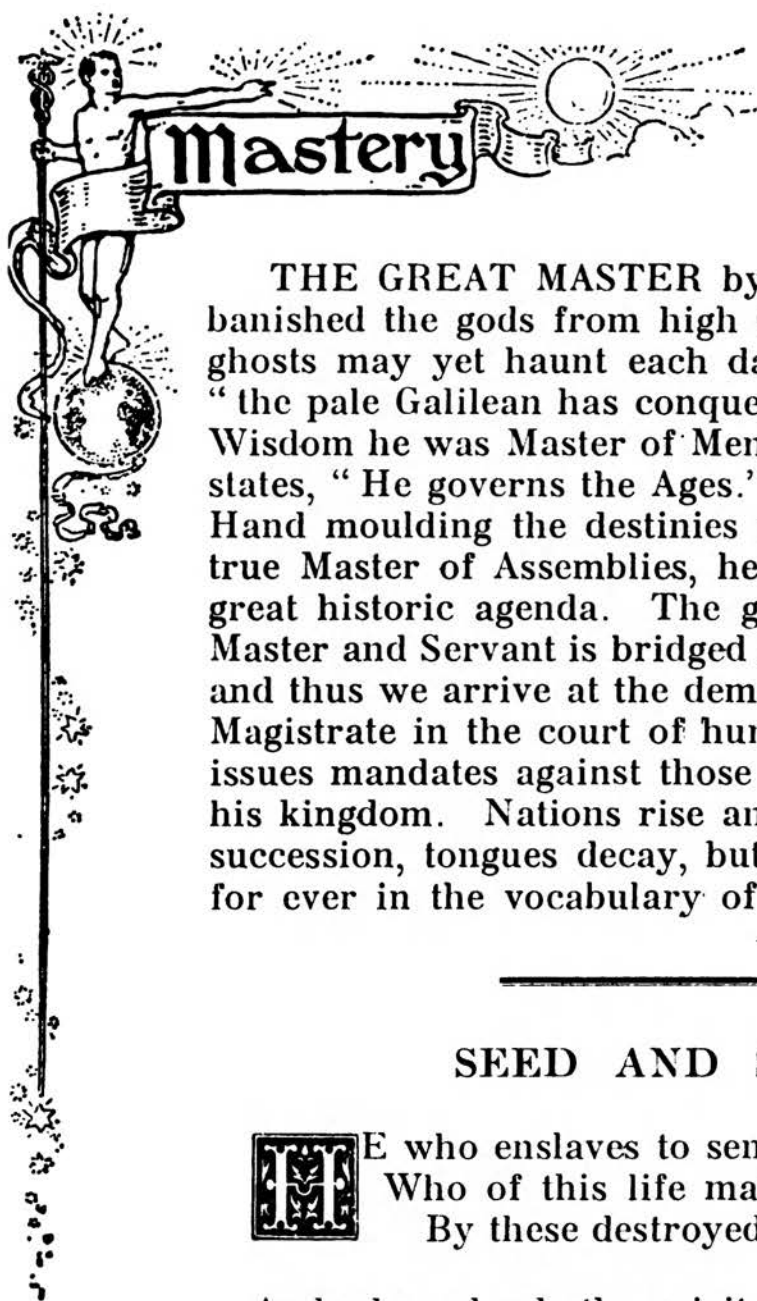 Mastery
THE GREAT MASTER by
banished the gods from high
ghosts may yet haunt each da
“ the pale Galilean has conque
Wisdom he was Master of Men
states, “ He governs the Ages.’
Hand moulding the destinies
true Master of Assemblies, he
great historic agenda. The g
Master and Servant is bridged
and thus we arrive at the dem
Magistrate in the court of hum
issues mandates against those
his kingdom. Nations rise an
succession, tongues decay, but
for ever in the vocabulary of
SEED AND
HE who enslaves to sen
Who of this life ma
By these destroyed